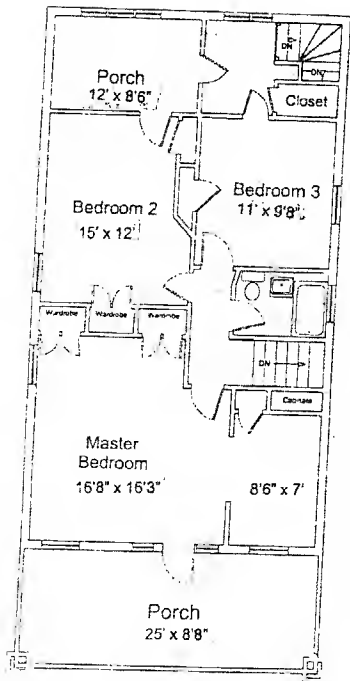 Porch
12' x 8'6"
DN
DN
Closet
Bedroom 2
15' x 12'
Bedroom 3
11' x 9'8"
Wardrobe
Wardrobe
Wardrobe
DN
Cabinets
Master
Bedroom
16'8" x 16'3"
8'6" x 7'
Porch
25' x 8'8"